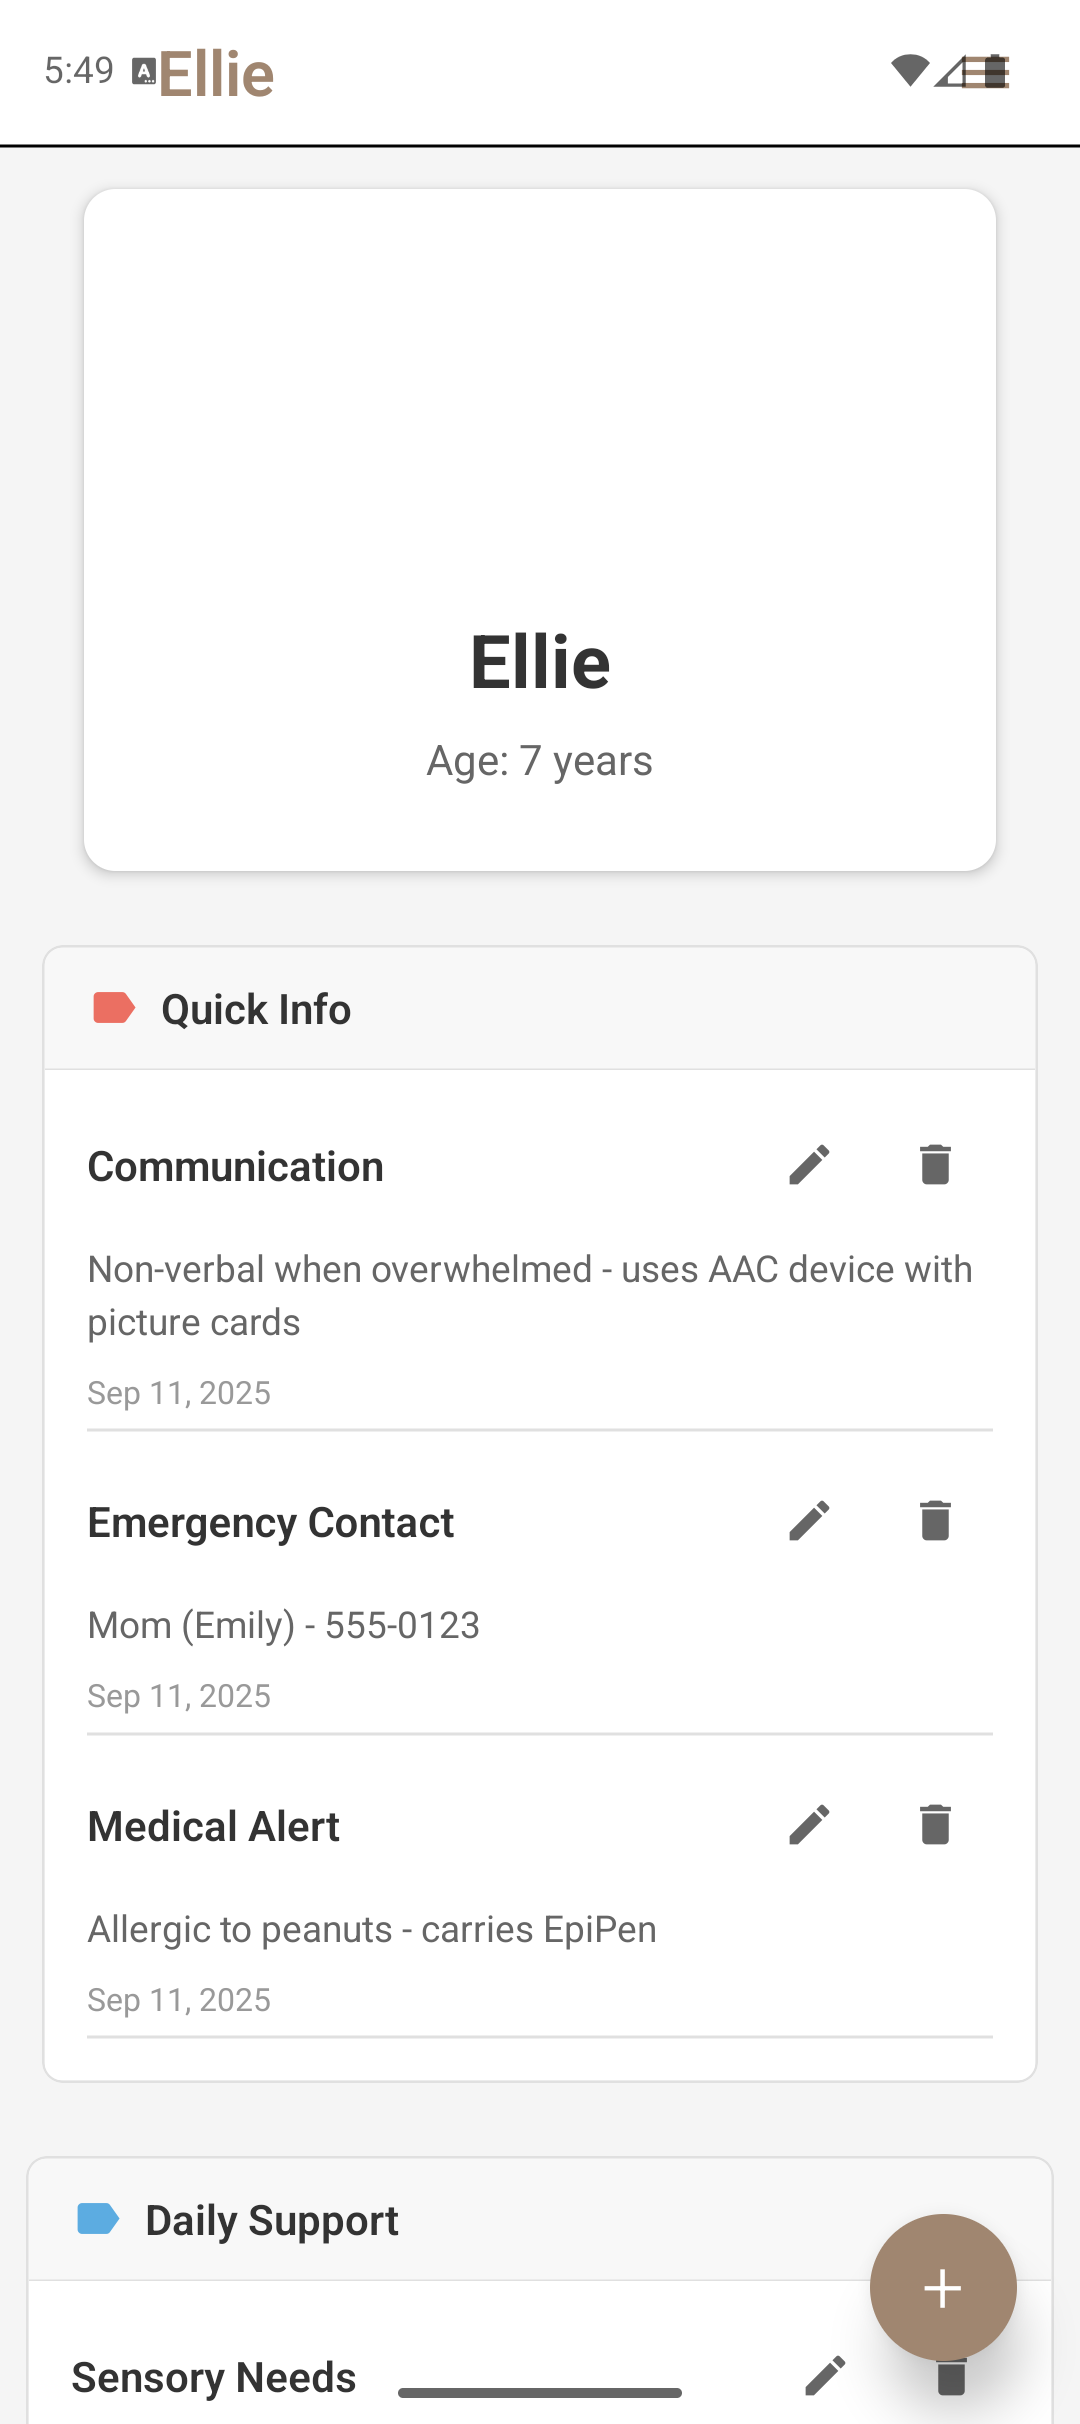 5:49 Ellie
Ellie
Age: 7 years
Quick Info
Communication
Non-verbal when overwhelmed - uses AAC device with
picture cards
Sep 11, 2025
Emergency Contact
Mom (Emily) - 555-0123
Sep 11, 2025
Medical Alert
Allergic to peanuts - carries EpiPen
Sep 11, 2025
Daily Support
Sensory Needs